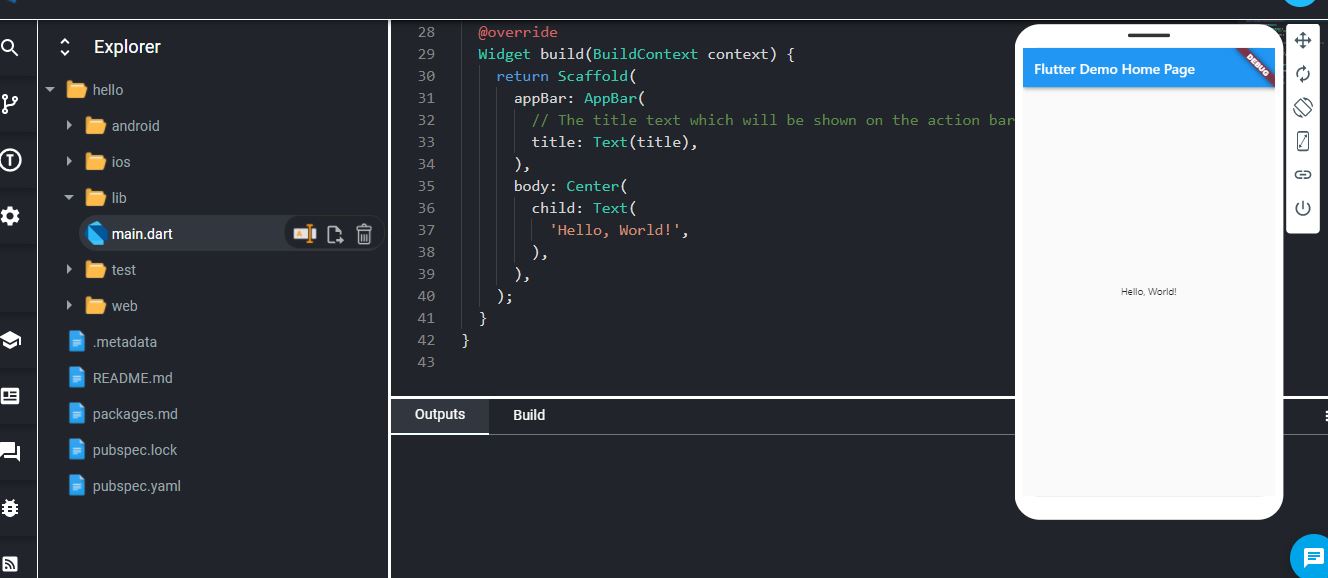 Explorer
hello
android
ios
lib
main.dart
test
web
.metadata
README.md
packages.md
pubspec.lock
pubspec.yaml
28 @override
29 Widget build(BuildContext context) {
30 return Scaffold(
31 appBar: AppBar(
32 // The title text which will be shown on the action bar
33 title: Text(title),
34 ),
35 body: Center(
36 child: Text(
37 'Hello, World!',
38 ),
39 ),
40 );
41 }
42 }
43
Outputs Build
Flutter Demo Home Page
DEBUG
Hello, World!